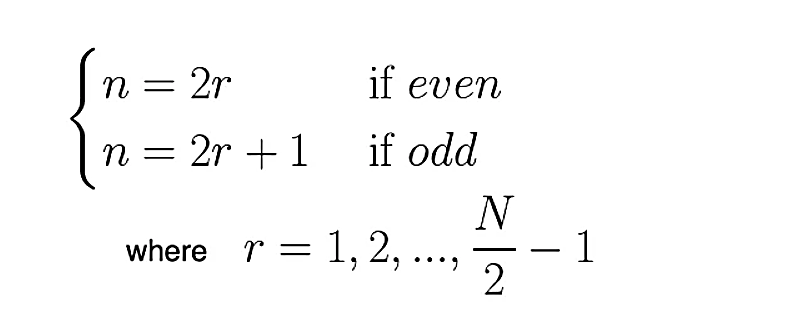 n = 2r if even
n = 2r + 1 if odd
where r = 1, 2, ..., N/2 − 1